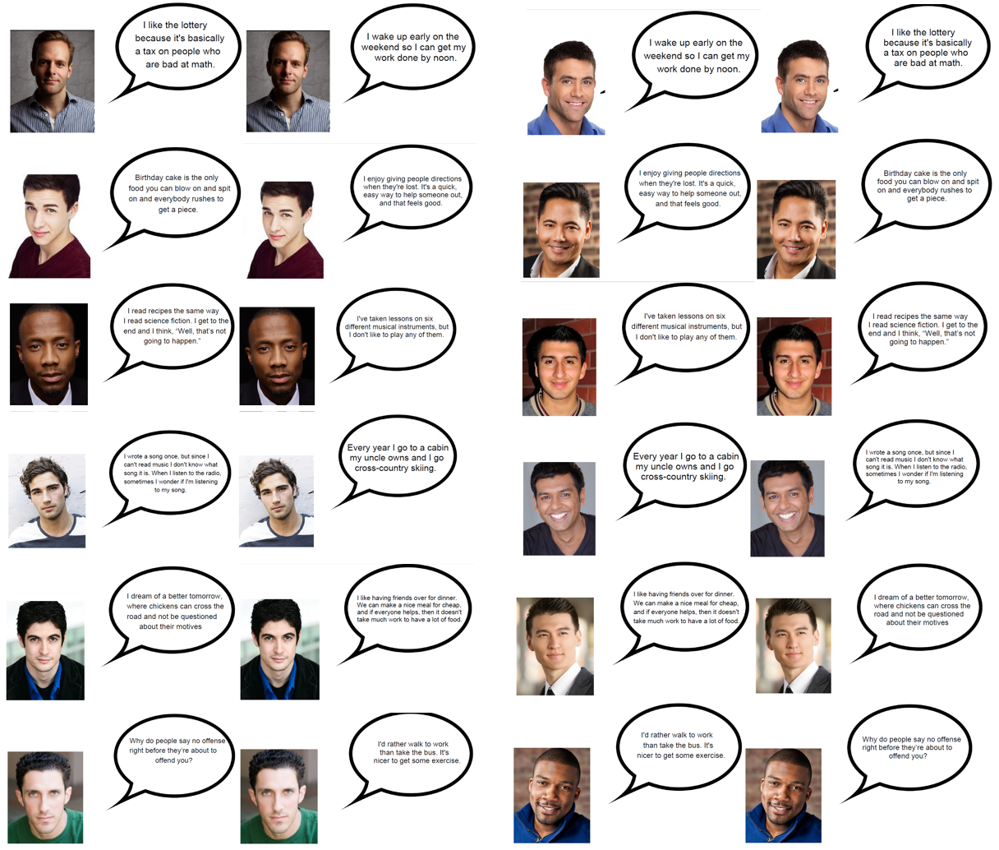 I like the lottery
because it's basically
a tax on people who
are bad at math.
I wake up early on the
weekend so I can get my
work done by noon.
I wake up early on the
weekend so I can get my
work done by noon.
I like the lottery
because it's basically
a tax on people who
are bad at math.
Birthday cake is the only
food you can blow on and spit
on and everybody rushes to
get a piece.
I enjoy giving people directions
when they're lost. It's a quick,
easy way to help someone out,
and that feels good.
I enjoy giving people directions
when they're lost. It's a quick,
easy way to help someone out,
and that feels good.
Birthday cake is the only
food you can blow on and spit
on and everybody rushes to
get a piece.
I read recipes the same way
I read science fiction. I get to the
end and I think, “Well, that’s not
going to happen.”
I've taken lessons on six
different musical instruments, but
I don't like to play any of them.
I've taken lessons on six
different musical instruments, but
I don't like to play any of them.
I read recipes the same way
I read science fiction. I get to the
end and I think, “Well, that’s not
going to happen.”
I wrote a song once, but since I
can't read music I don't know what
song it is. When I listen to the radio,
sometimes I wonder if I'm listening
to my song.
Every year I go to a cabin
my uncle owns and I go
cross-country skiing.
Every year I go to a cabin
my uncle owns and I go
cross-country skiing.
I wrote a song once, but since I
can't read music I don't know what
song it is. When I listen to the radio,
sometimes I wonder if I'm listening
to my song.
I dream of a better tomorrow,
where chickens can cross the
road and not be questioned
about their motives
I like having friends over for dinner.
We can make a nice meal for cheap,
and if everyone helps, then it doesn't
take much work to have a lot of food.
I like having friends over for dinner.
We can make a nice meal for cheap,
and if everyone helps, then it doesn't
take much work to have a lot of food.
I dream of a better tomorrow,
where chickens can cross the
road and not be questioned
about their motives
Why do people say no offense
right before they’re about to
offend you?
I'd rather walk to work
than take the bus. It's
nicer to get some exercise.
I'd rather walk to work
than take the bus. It's
nicer to get some exercise.
Why do people say no offense
right before they’re about to
offend you?